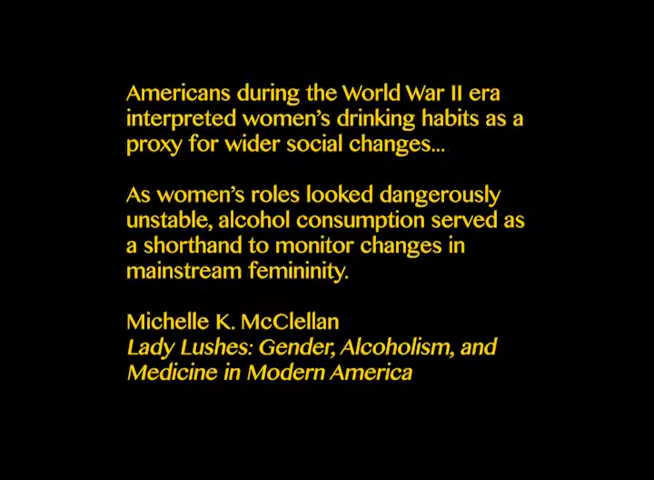 Americans during the World War II era
interpreted women's drinking habits as a
proxy for wider social changes...
As women's roles looked dangerously
unstable, alcohol consumption served as
a shorthand to monitor changes in
mainstream femininity.
Michelle K. McClellan
Lady Lushes: Gender, Alcoholism, and
Medicine in Modern America